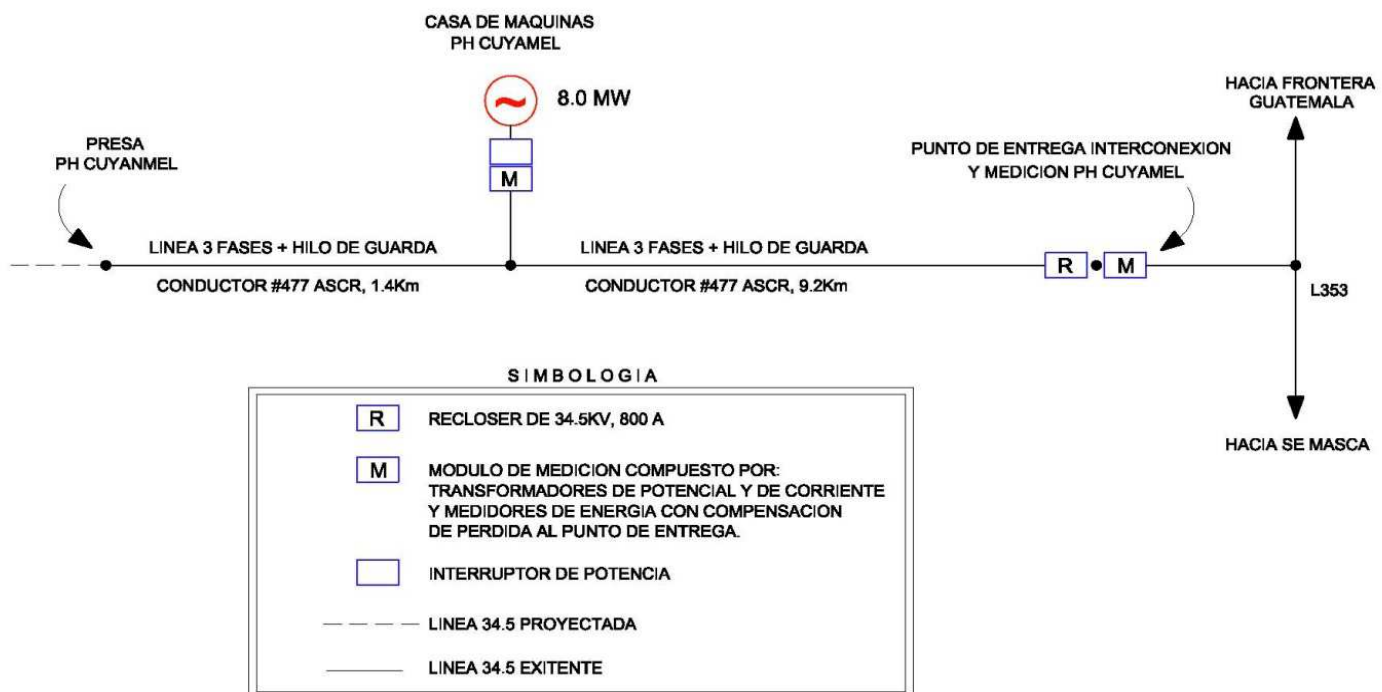 CASA DE MAQUINAS
PH CUYAMEL
8.0 MW
HACIA FRONTERA
GUATEMALA
PRESA
PH CUYANMEL
PUNTO DE ENTREGA INTERCONEXION
Y MEDICION PH CUYAMEL
M
LINEA 3 FASES + HILO DE GUARDA
LINEA 3 FASES + HILO DE GUARDA
R
M
CONDUCTOR #477 ASCR, 1.4Km
CONDUCTOR #477 ASCR, 9.2Km
L353
SIMBOLOGIA
R
RECLOSER DE 34.5KV, 800 A
HACIA SE MASCA
M
MODULO DE MEDICION COMPUESTO POR:
TRANSFORMADORES DE POTENCIAL Y DE CORRIENTE
Y MEDIDORES DE ENERGIA CON COMPENSACION
DE PERDIDA AL PUNTO DE ENTREGA.
INTERRUPTOR DE POTENCIA
LINEA 34.5 PROYECTADA
LINEA 34.5 EXITENTE